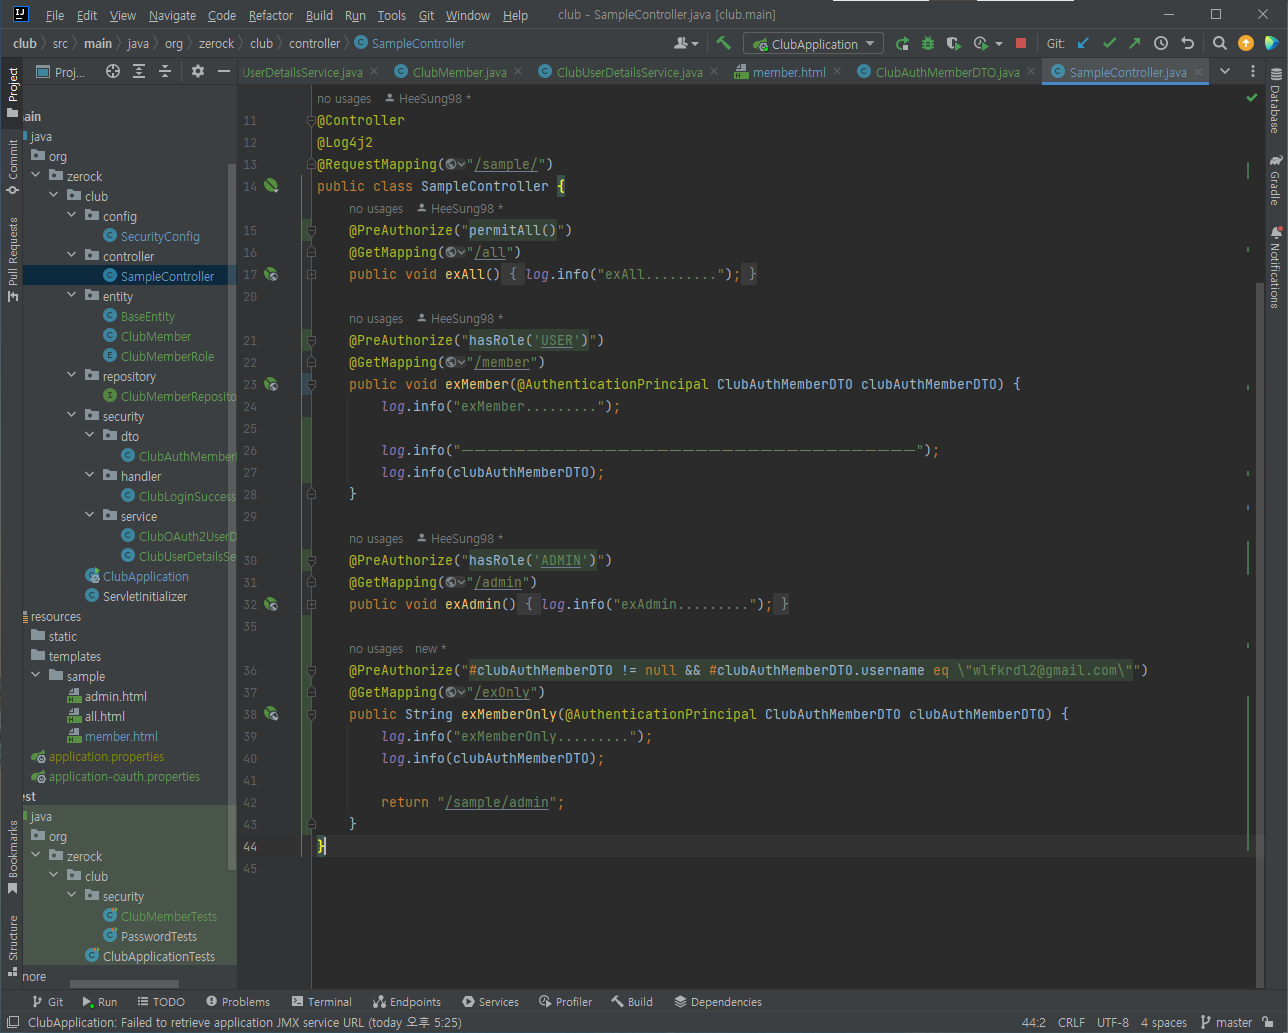 File Edit View Navigate Code Refactor Build Run Tools Git Window Help club - SampleController.java [club.main]
club src main java org zerock club controller SampleController ClubApplication Git:
Proj... UserDetailsService.java ClubMember.java ClubUserDetailsService.java member.html ClubAuthMemberDTO.java SampleController.java
Project
Commit
Pull Requests
Bookmarks
Structure
ain
java
org
zerock
club
config
SecurityConfig
controller
SampleController
entity
BaseEntity
ClubMember
ClubMemberRole
repository
ClubMemberReposito
security
dto
ClubAuthMember
handler
ClubLoginSuccess
service
ClubOAuth2UserD
ClubUserDetailsSe
ClubApplication
ServletInitializer
resources
static
templates
sample
admin.html
all.html
member.html
application.properties
application-oauth.properties
est
java
org
zerock
club
security
ClubMemberTests
PasswordTests
ClubApplicationTests
nore
no usages HeeSung98 *
11 @Controller
12 @Log4j2
13 @RequestMapping("/sample/")
14 public class SampleController {
no usages HeeSung98 *
15 @PreAuthorize("permitAll()")
16 @GetMapping("/all")
17 public void exAll() { log.info("exAll........."); }
20
no usages HeeSung98 *
21 @PreAuthorize("hasRole('USER')")
22 @GetMapping("/member")
23 public void exMember(@AuthenticationPrincipal ClubAuthMemberDTO clubAuthMemberDTO) {
24 log.info("exMember.........");
25
26 log.info("-----------------------------------");
27 log.info(clubAuthMemberDTO);
28 }
29
no usages HeeSung98 *
30 @PreAuthorize("hasRole('ADMIN')")
31 @GetMapping("/admin")
32 public void exAdmin() { log.info("exAdmin........."); }
35
no usages new *
36 @PreAuthorize("#clubAuthMemberDTO != null && #clubAuthMemberDTO.username eq \"wlfkrdl2@gmail.com\"")
37 @GetMapping("/exOnly")
38 public String exMemberOnly(@AuthenticationPrincipal ClubAuthMemberDTO clubAuthMemberDTO) {
39 log.info("exMemberOnly.........");
40 log.info(clubAuthMemberDTO);
41
42 return "/sample/admin";
43 }
44 }
45
Database
Gradle
Notifications
Git Run TODO Problems Terminal Endpoints Services Profiler Build Dependencies
ClubApplication: Failed to retrieve application JMX service URL (today 오후 5:25) 44:2 CRLF UTF-8 4 spaces master